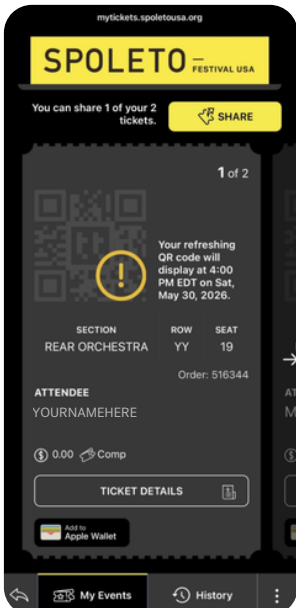 mytickets.spoletousa.org
SPOLETO
FESTIVAL USA
You can share 1 of your 2
tickets.
SHARE
1 of 2
Your refreshing
QR code will
display at 4:00
PM EDT on Sat,
May 30, 2026.
SECTION ROW SEAT
REAR ORCHESTRA YY 19
Order: 516344
ATTENDEE
YOURNAMEHERE
$ 0.00 Comp
TICKET DETAILS
Add to
Apple Wallet
My Events History